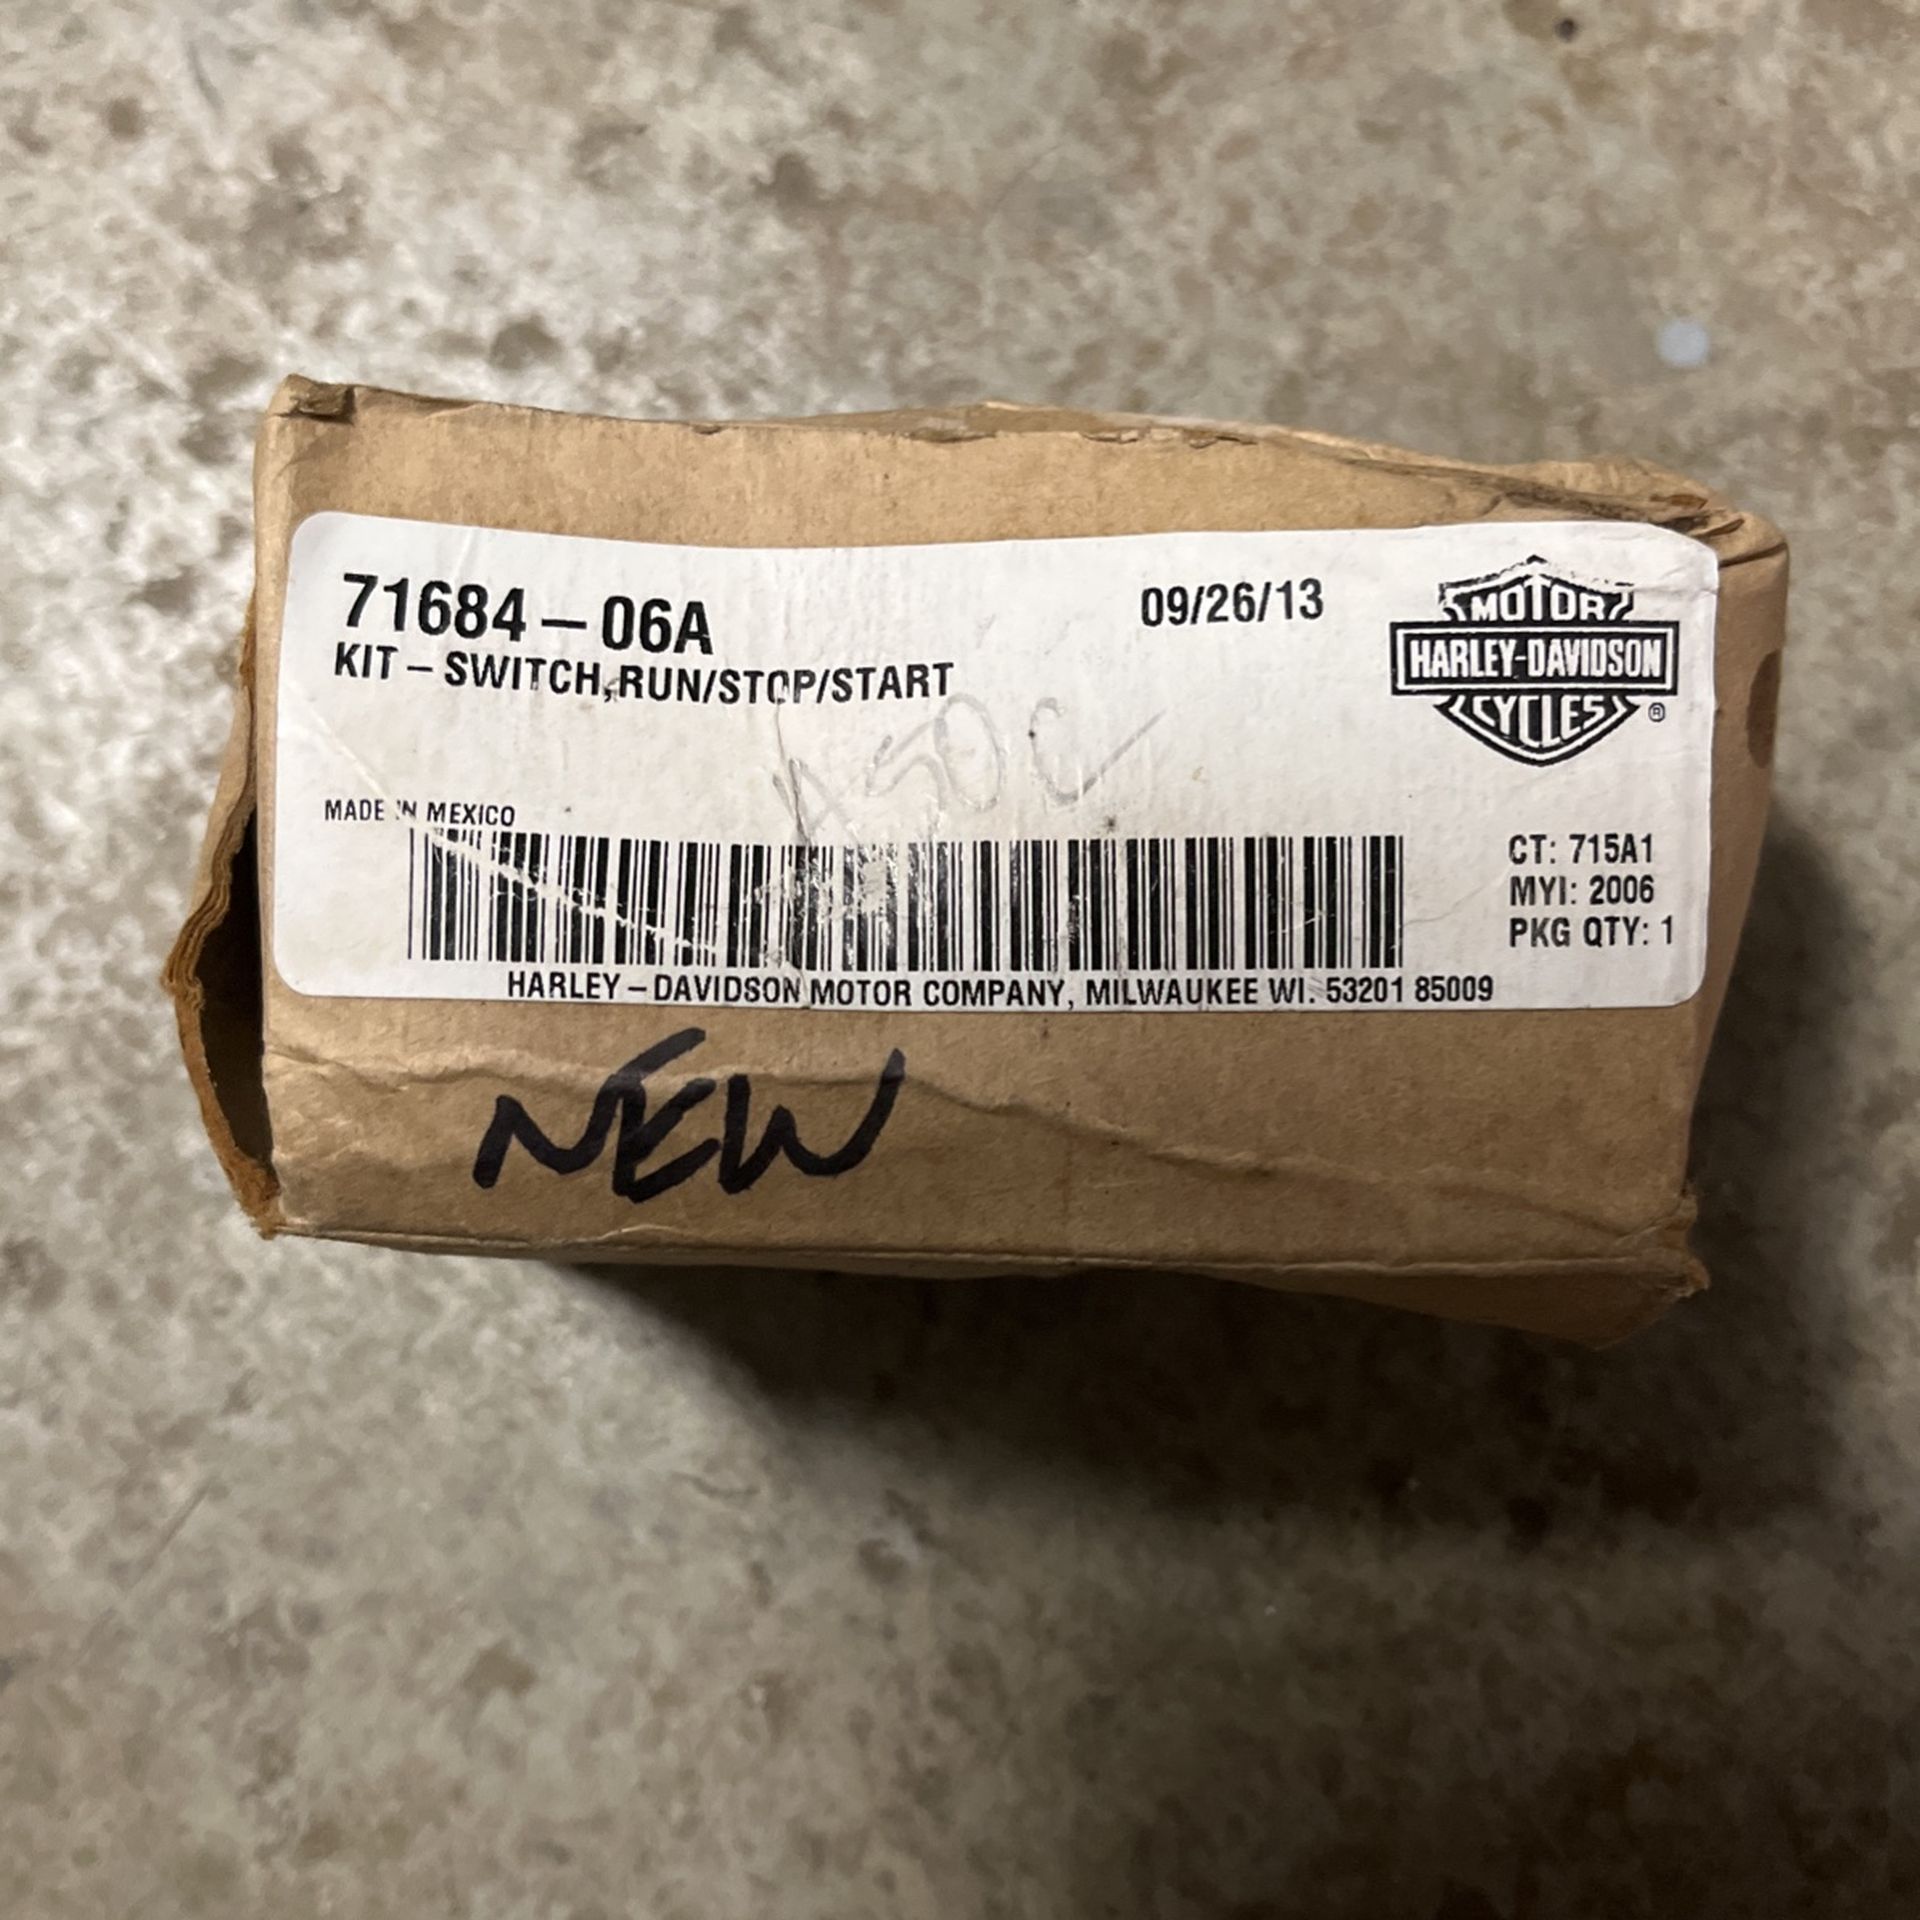 71684-06A
09/26/13
KIT-SWITCH,RUN/STOP/START
MOTOR
HARLEY-DAVIDSON
CYCLES
®
MADE IN MEXICO
CT: 715A1
MYI: 2006
PKG QTY: 1
HARLEY-DAVIDSON MOTOR COMPANY, MILWAUKEE WI. 53201 85009
NEW